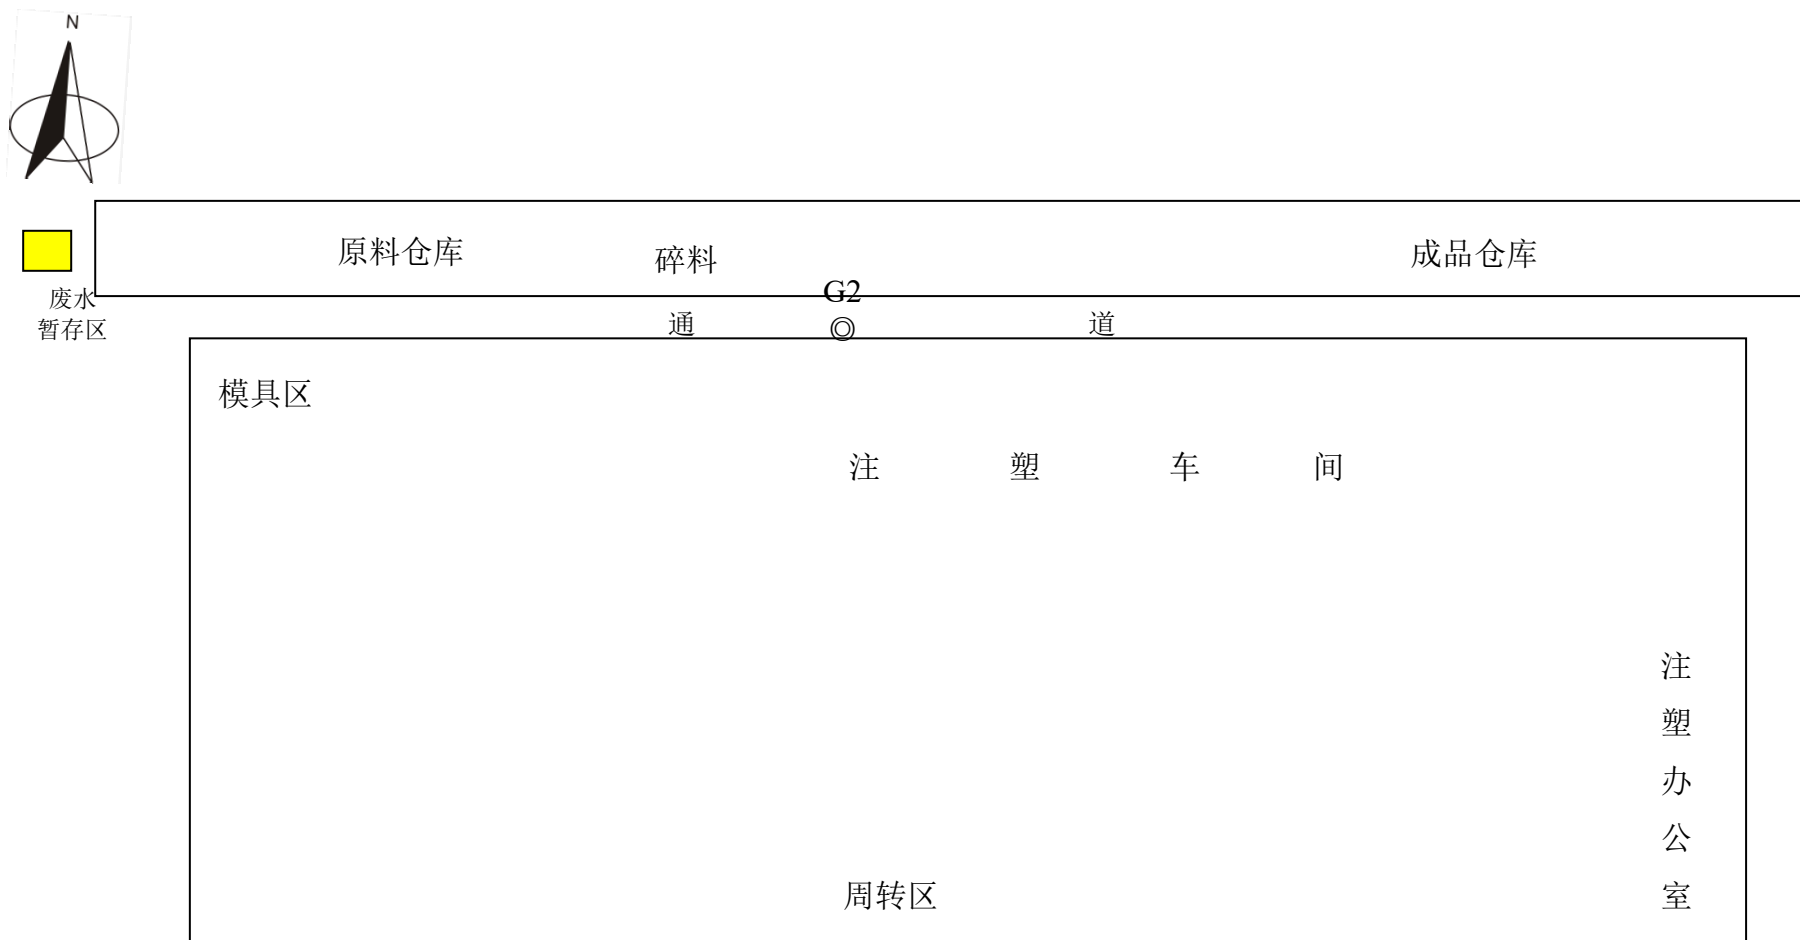 N
原料仓库
碎料
成品仓库
G2
废水
暂存区
通
◎
道
模具区
注 塑 车 间
注
塑
办
公
室
周转区